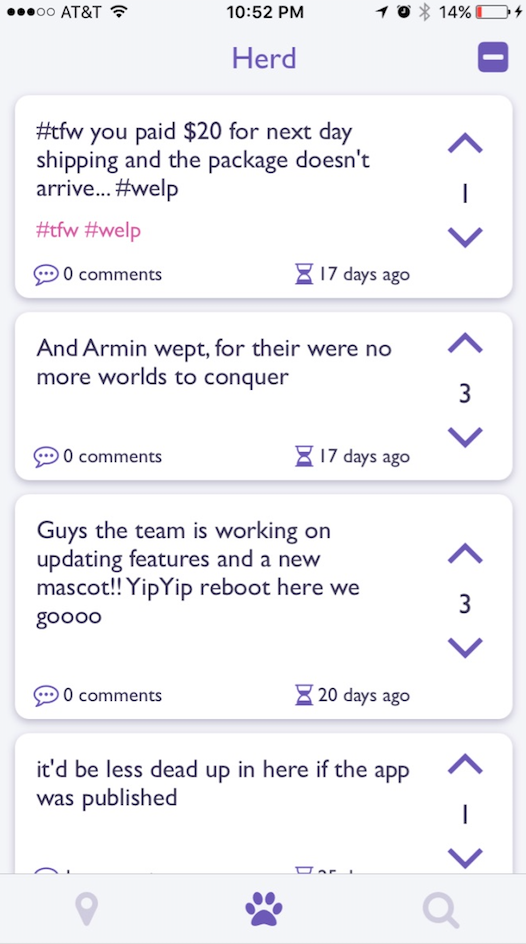 AT&T 10:52 PM 14%
Herd
#tfw you paid $20 for next day
shipping and the package doesn't
arrive... #welp
1
#tfw #welp
0 comments 17 days ago
And Armin wept, for their were no
more worlds to conquer
3
0 comments 17 days ago
Guys the team is working on
updating features and a new
mascot!! YipYip reboot here we
goooo
3
0 comments 20 days ago
it'd be less dead up in here if the app
was published
1